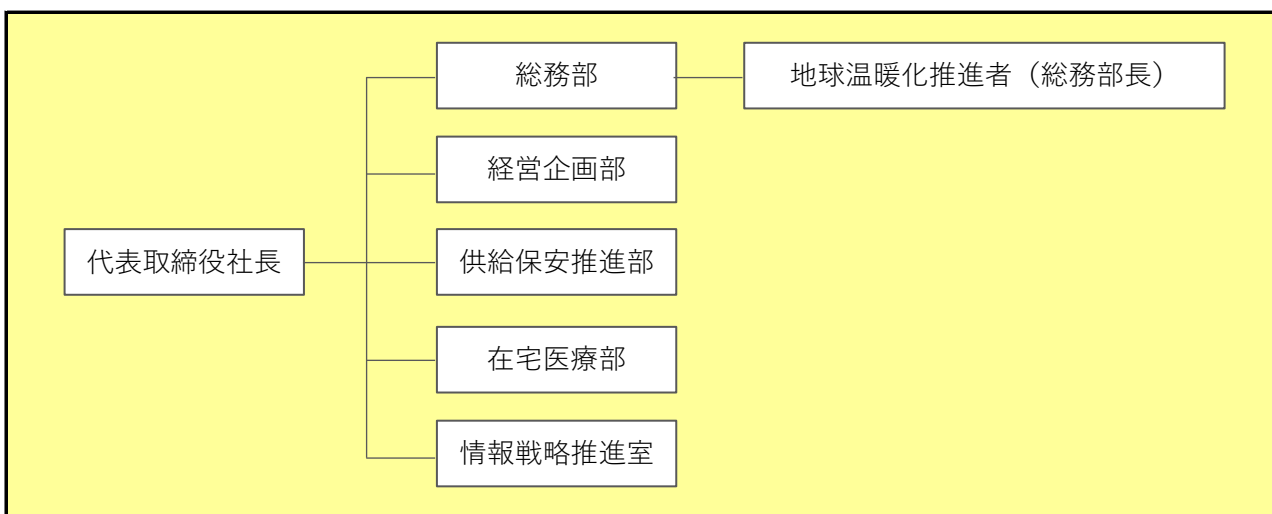 総務部
地球温暖化推進者（総務部長）
経営企画部
代表取締役社長
供給保安推進部
在宅医療部
情報戦略推進室